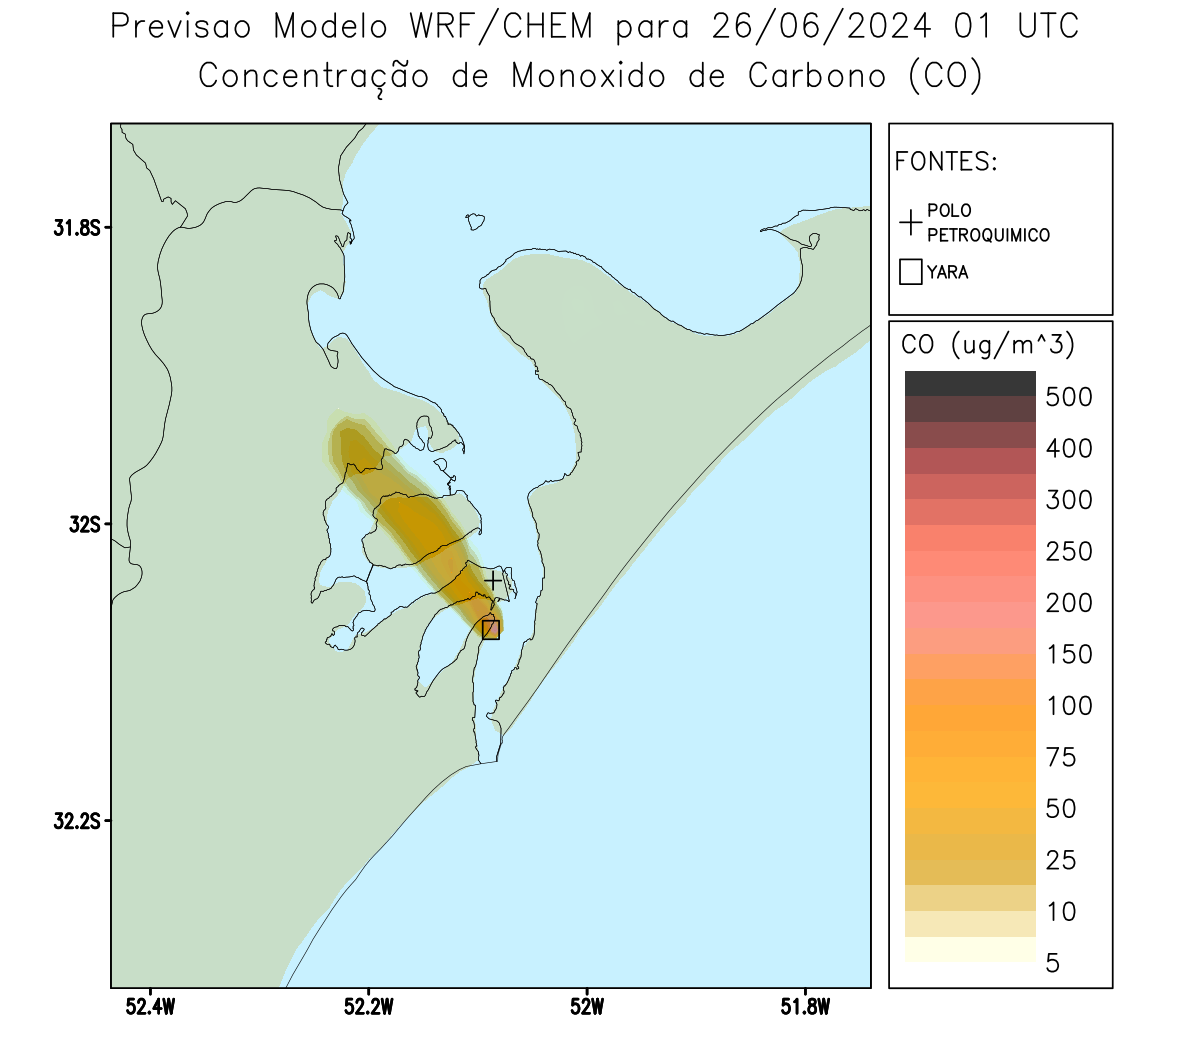 Previsao Modelo WRF/CHEM para 26/06/2024 01 UTC
Concentração de Monoxido de Carbono (CO)
FONTES:
POLO
PETROQUIMICO
YARA
CO (ug/m^3)
500
400
300
250
200
150
100
75
50
25
10
5
31.8S
32S
32.2S
52.4W
52.2W
52W
51.8W